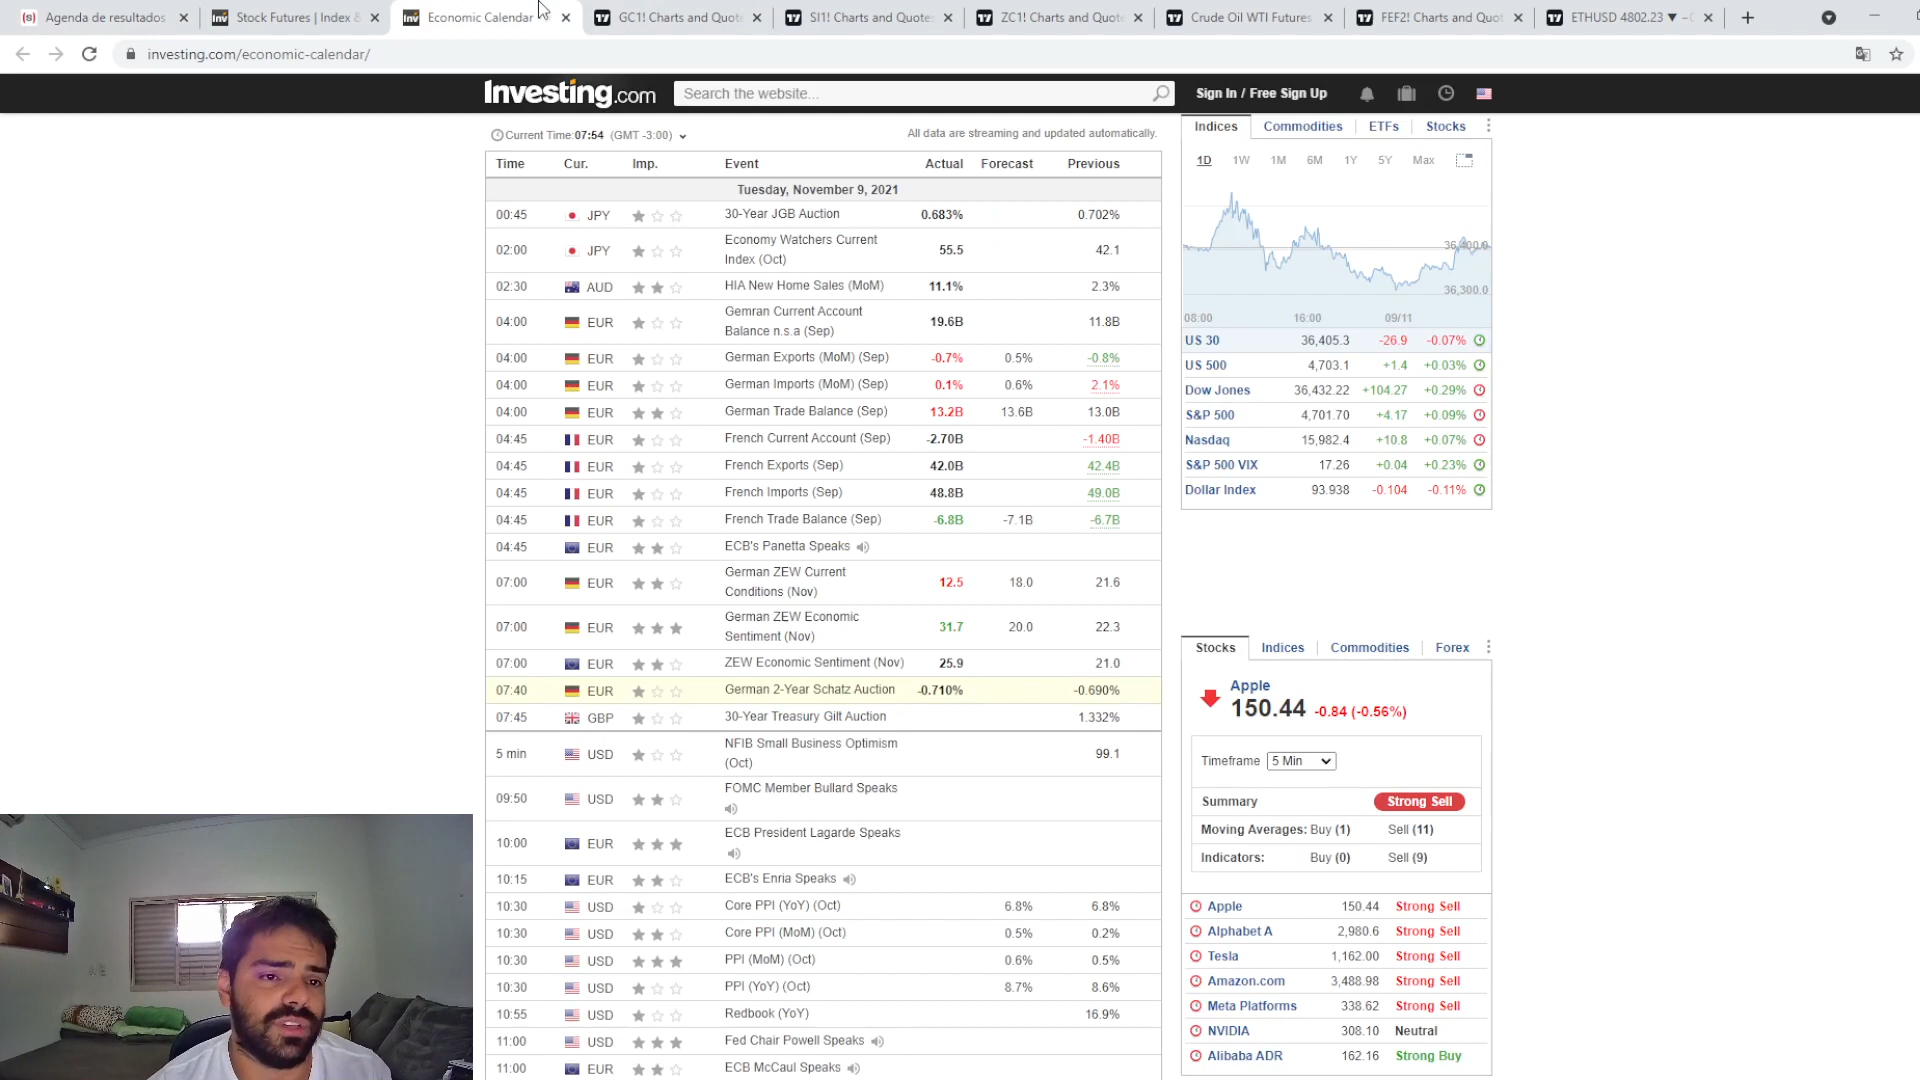 Agenda de resultados
Stock Futures | Index &
Economic Calendar
GC1! Charts and Quote
SI1! Charts and Quotes
ZC1! Charts and Quote
Crude Oil WTI Futures
FEF2! Charts and Quot
ETHUSD 4802.23 ▼ −
investing.com/economic-calendar/
Investing.com
Search the website...
Sign In / Free Sign Up
Current Time: 07:54 (GMT -3:00)
All data are streaming and updated automatically.
Time Cur. Imp. Event Actual Forecast Previous
Tuesday, November 9, 2021
00:45 JPY 30-Year JGB Auction 0.683% 0.702%
02:00 JPY Economy Watchers Current
Index (Oct) 55.5 42.1
02:30 AUD HIA New Home Sales (MoM) 11.1% 2.3%
04:00 EUR Gemran Current Account
Balance n.s.a (Sep) 19.6B 11.8B
04:00 EUR German Exports (MoM) (Sep) -0.7% 0.5% -0.8%
04:00 EUR German Imports (MoM) (Sep) 0.1% 0.6% 2.1%
04:00 EUR German Trade Balance (Sep) 13.2B 13.6B 13.0B
04:45 EUR French Current Account (Sep) -2.70B -1.40B
04:45 EUR French Exports (Sep) 42.0B 42.4B
04:45 EUR French Imports (Sep) 48.8B 49.0B
04:45 EUR French Trade Balance (Sep) -6.8B -7.1B -6.7B
04:45 EUR ECB's Panetta Speaks
07:00 EUR German ZEW Current
Conditions (Nov) 12.5 18.0 21.6
07:00 EUR German ZEW Economic
Sentiment (Nov) 31.7 20.0 22.3
07:00 EUR ZEW Economic Sentiment (Nov) 25.9 21.0
07:40 EUR German 2-Year Schatz Auction -0.710% -0.690%
07:45 GBP 30-Year Treasury Gilt Auction 1.332%
5 min USD NFIB Small Business Optimism
(Oct) 99.1
09:50 USD FOMC Member Bullard Speaks
10:00 EUR ECB President Lagarde Speaks
10:15 EUR ECB's Enria Speaks
10:30 USD Core PPI (YoY) (Oct) 6.8% 6.8%
10:30 USD Core PPI (MoM) (Oct) 0.5% 0.2%
10:30 USD PPI (MoM) (Oct) 0.6% 0.5%
10:30 USD PPI (YoY) (Oct) 8.7% 8.6%
10:55 USD Redbook (YoY) 16.9%
11:00 USD Fed Chair Powell Speaks
11:00 EUR ECB McCaul Speaks
Indices Commodities ETFs Stocks
1D 1W 1M 6M 1Y 5Y Max
36,400.0
36,300.0
08:00 16:00 09/11
US 30 36,405.3 -26.9 -0.07%
US 500 4,703.1 +1.4 +0.03%
Dow Jones 36,432.22 +104.27 +0.29%
S&P 500 4,701.70 +4.17 +0.09%
Nasdaq 15,982.4 +10.8 +0.07%
S&P 500 VIX 17.26 +0.04 +0.23%
Dollar Index 93.938 -0.104 -0.11%
Stocks Indices Commodities Forex
Apple
150.44 -0.84 (-0.56%)
Timeframe 5 Min
Summary Strong Sell
Moving Averages: Buy (1) Sell (11)
Indicators: Buy (0) Sell (9)
Apple 150.44 Strong Sell
Alphabet A 2,980.6 Strong Sell
Tesla 1,162.00 Strong Sell
Amazon.com 3,488.98 Strong Sell
Meta Platforms 338.62 Strong Sell
NVIDIA 308.10 Neutral
Alibaba ADR 162.16 Strong Buy